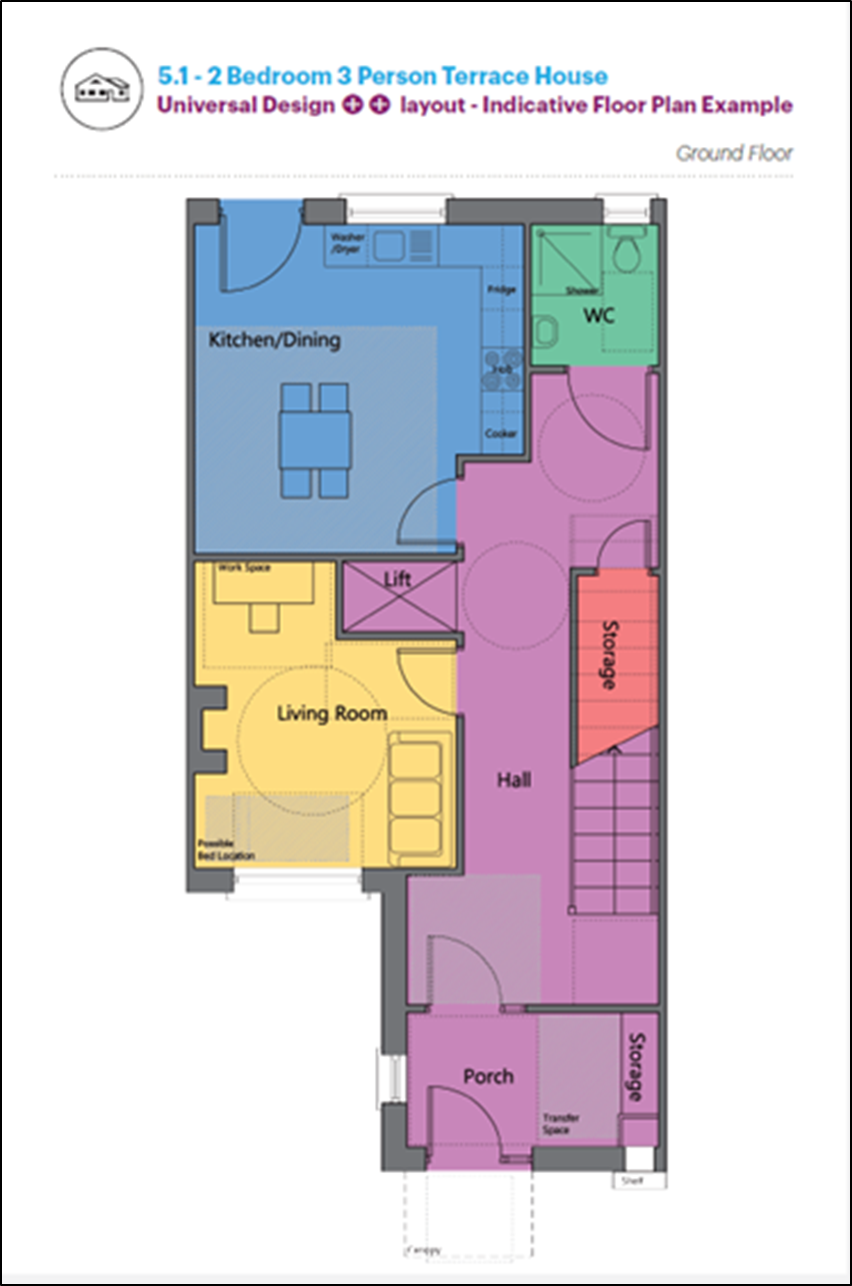 5.1 - 2 Bedroom 3 Person Terrace House
Universal Design ++ layout - Indicative Floor Plan Example
Ground Floor
Washer
/Dryer
Fridge
Shower
WC
Kitchen/Dining
Hob
Cooker
Work Space
Lift
Storage
Living Room
Hall
Possible
Bed Location
Storage
Porch
Transfer
Space
Shelf
Canopy